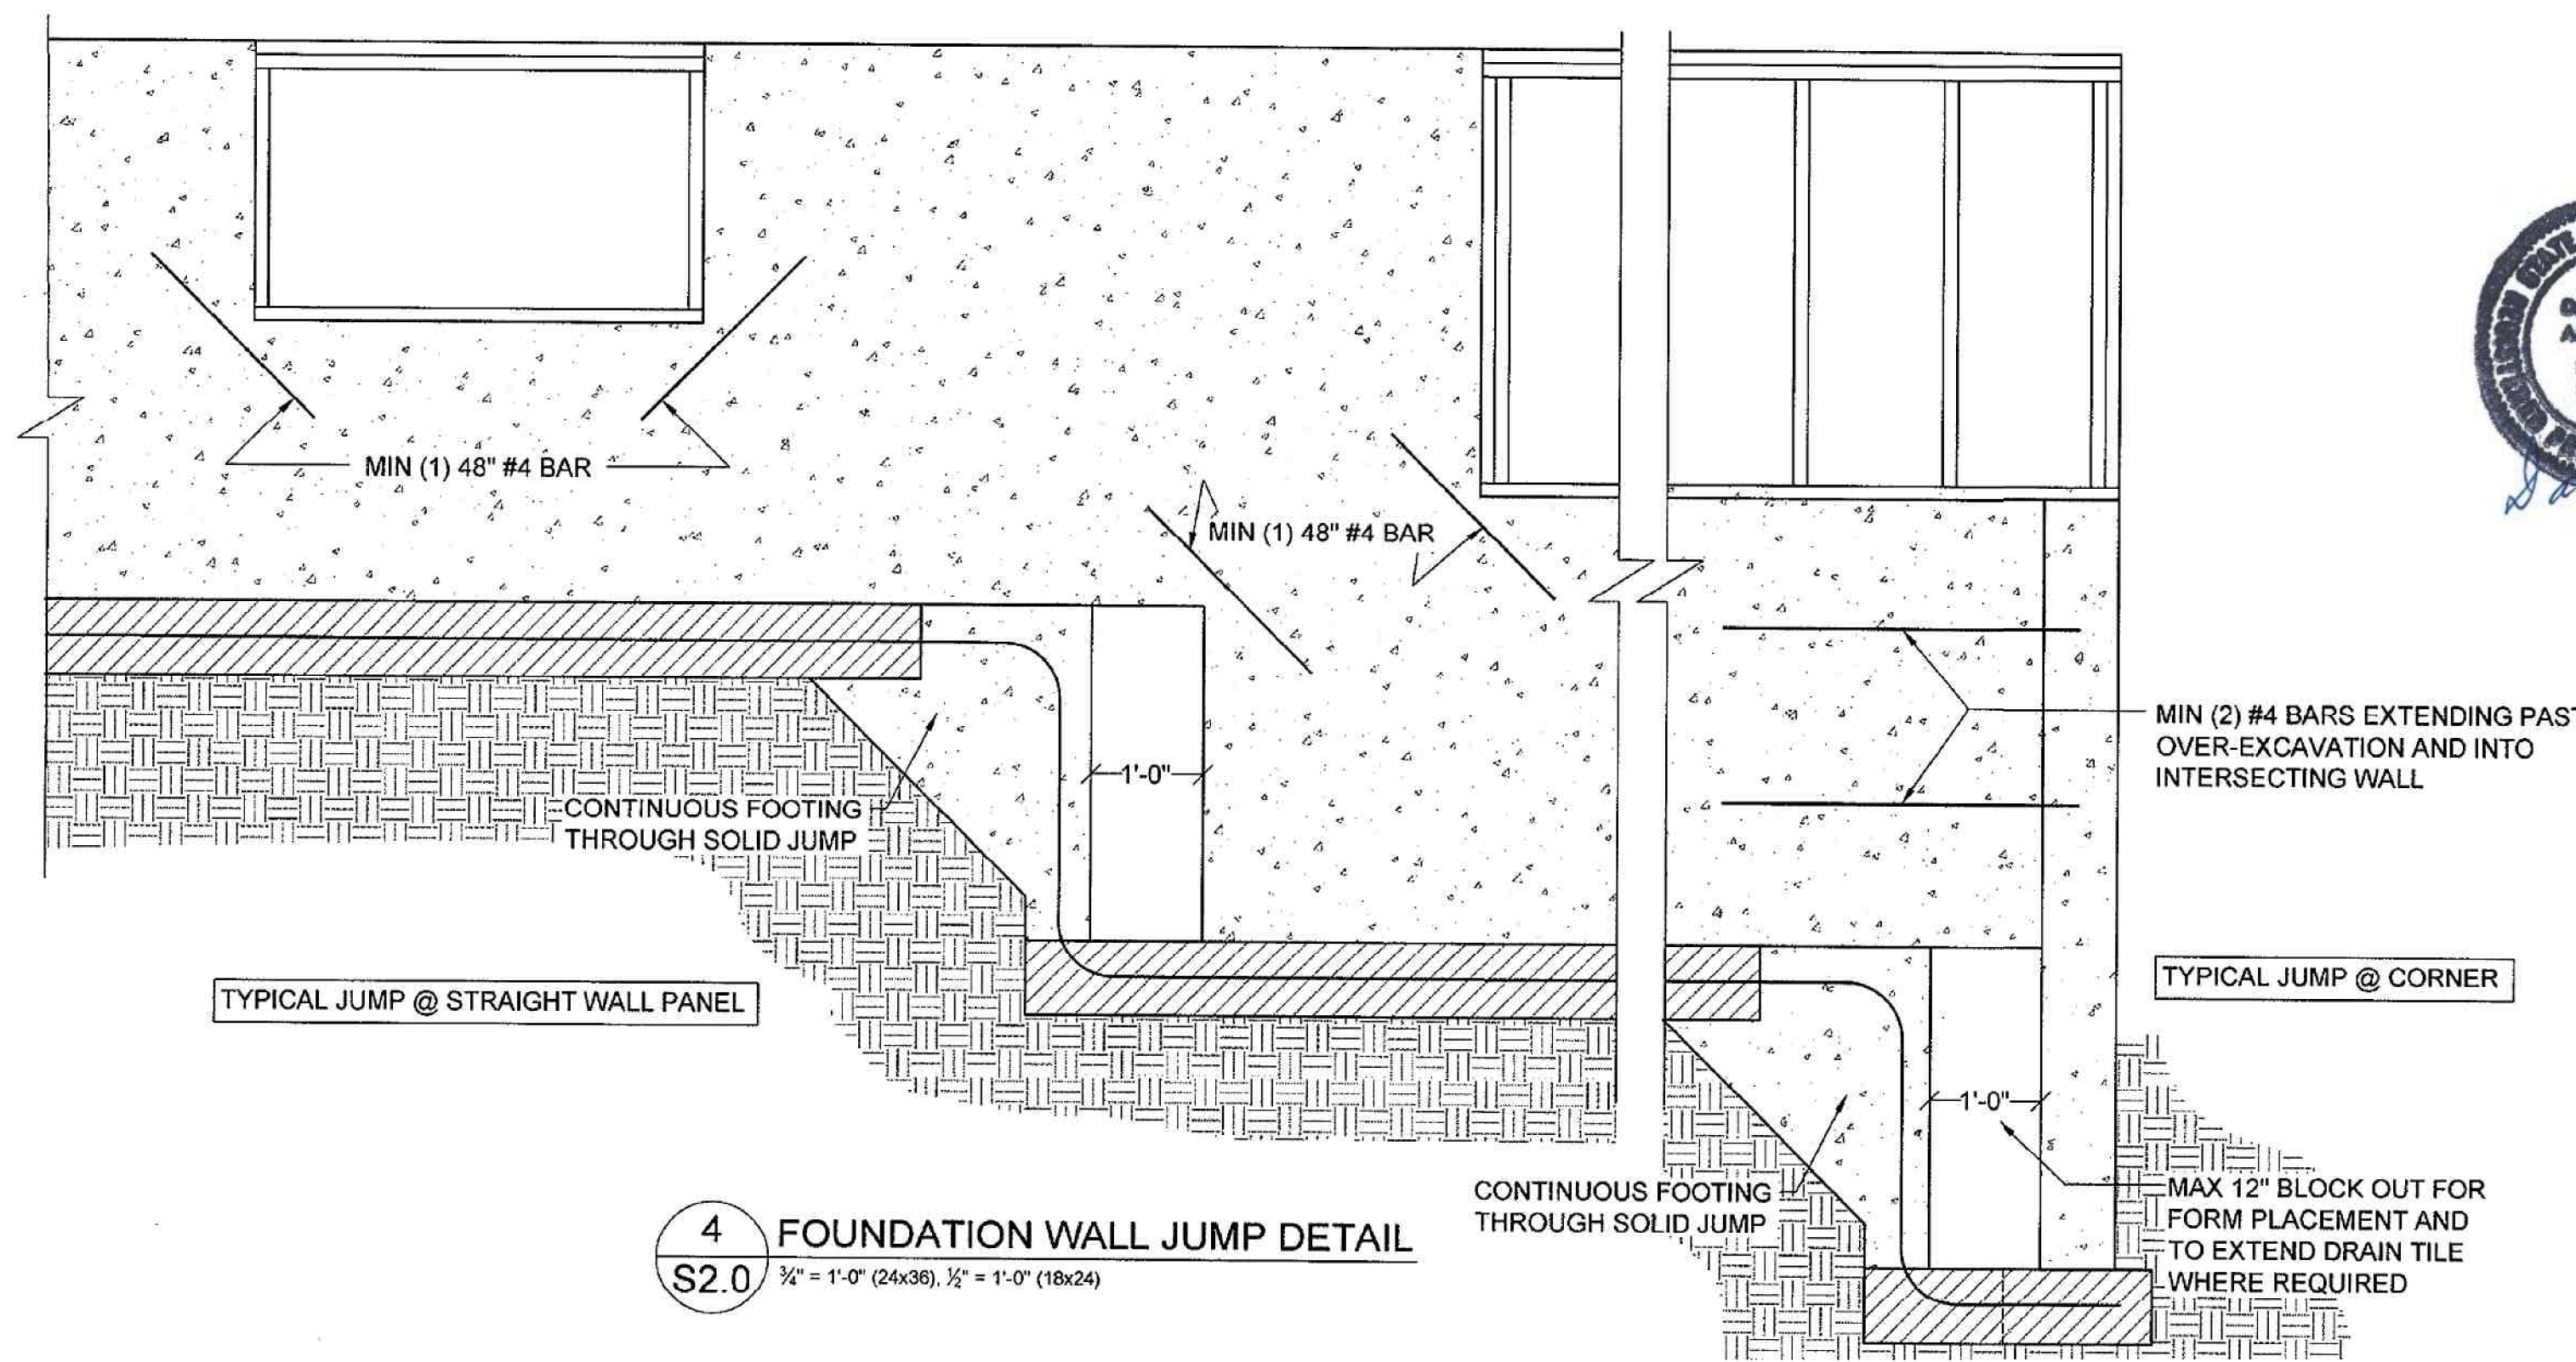 MIN (1) 48" #4 BAR
MIN (1) 48" #4 BAR
MIN (2) #4 BARS EXTENDING PAST
OVER-EXCAVATION AND INTO
INTERSECTING WALL
1'-0"
CONTINUOUS FOOTING
THROUGH SOLID JUMP
TYPICAL JUMP @ STRAIGHT WALL PANEL
TYPICAL JUMP @ CORNER
1'-0"
CONTINUOUS FOOTING
THROUGH SOLID JUMP
MAX 12" BLOCK OUT FOR
FORM PLACEMENT AND
TO EXTEND DRAIN TILE
WHERE REQUIRED
4
S2.0
FOUNDATION WALL JUMP DETAIL
¾" = 1'-0" (24x36), ½" = 1'-0" (18x24)